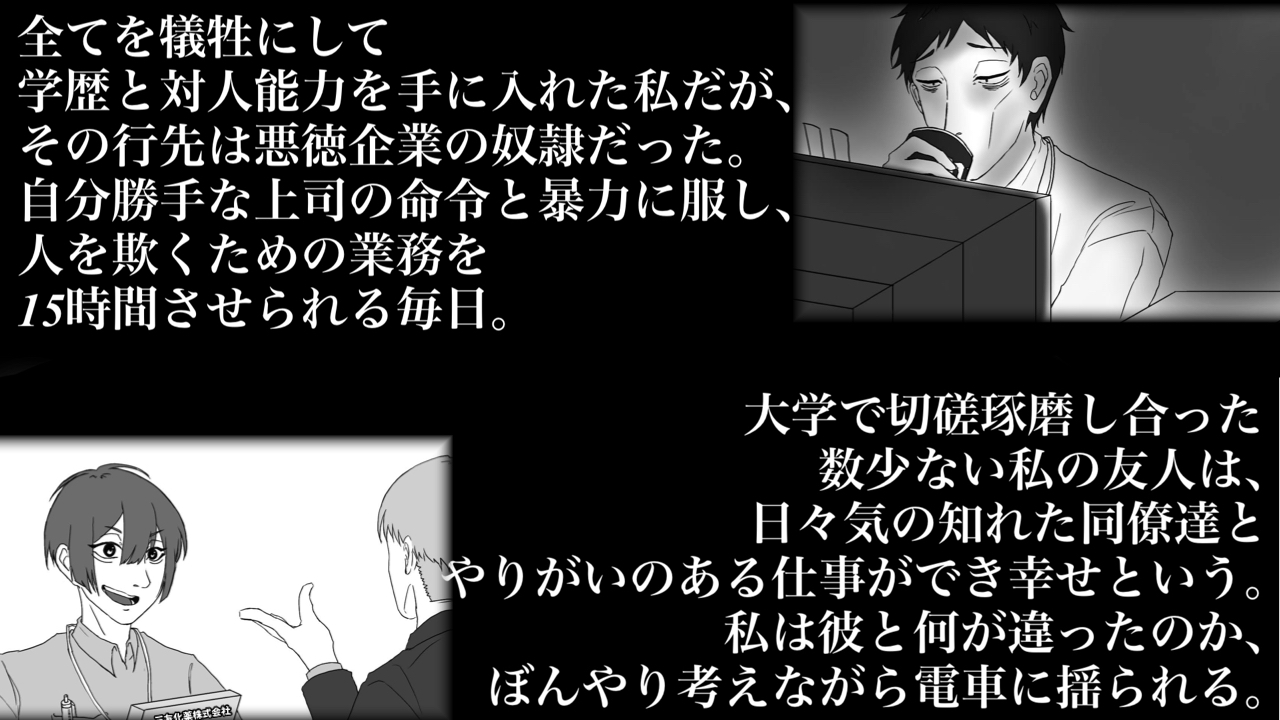 全てを犠牲にして
学歴と対人能力を手に入れた私だが、
その行先は悪徳企業の奴隷だった。
自分勝手な上司の命令と暴力に服し、
人を欺くための業務を
15時間させられる毎日。
大学で切磋琢磨し合った
数少ない私の友人は、
日々気の知れた同僚達と
やりがいのある仕事ができ幸せという。
私は彼と何が違ったのか、
ぼんやり考えながら電車に揺られる。
化薬株式会社